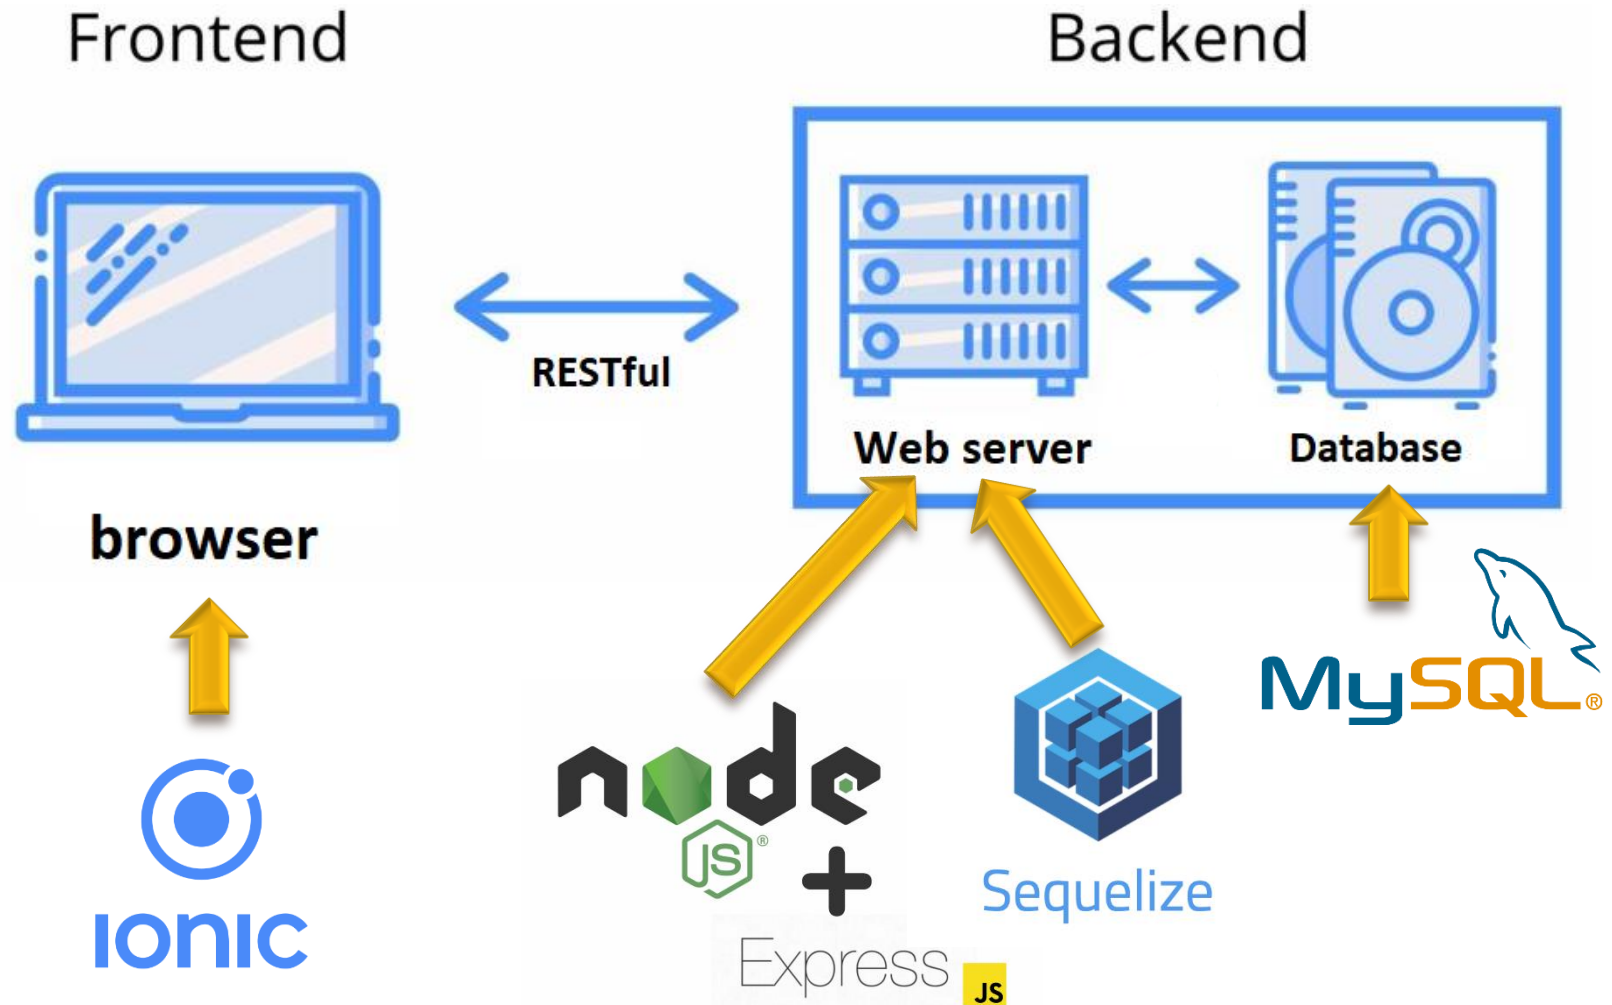 Frontend
Backend
RESTful
Web server
Database
browser
MySQL®
node
JS®
+
Sequelize
IONIC
Express
JS